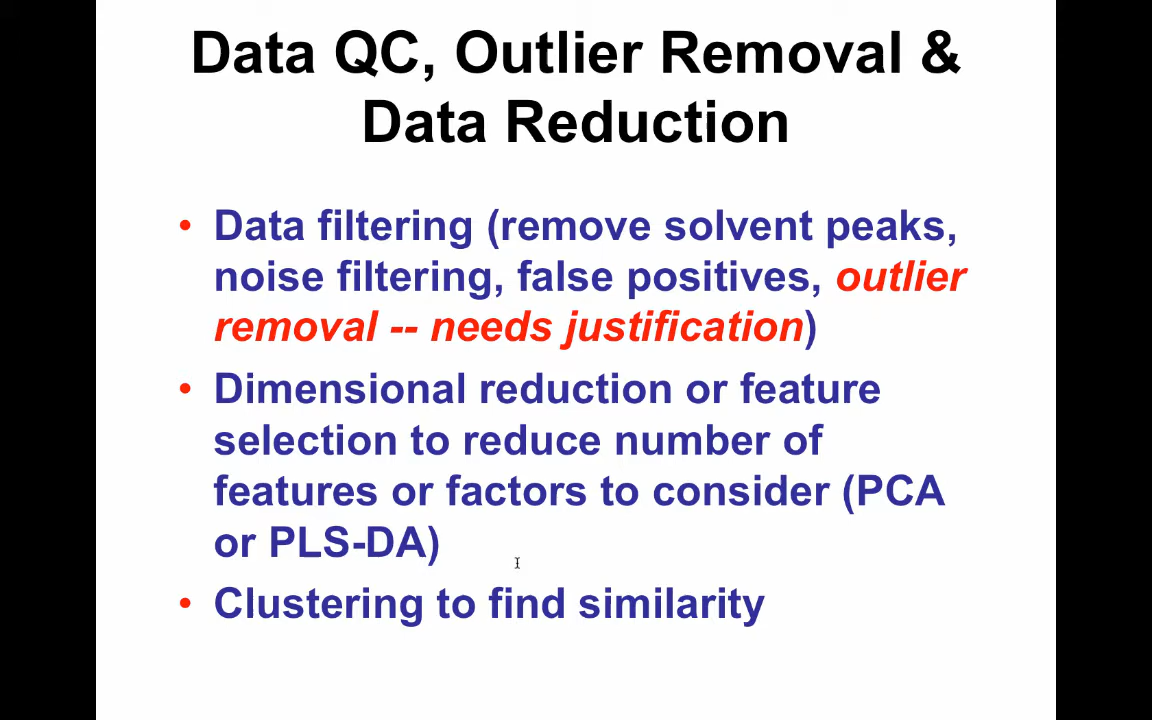 Data QC, Outlier Removal &
Data Reduction
• Data filtering (remove solvent peaks,
noise filtering, false positives, outlier
removal -- needs justification)
• Dimensional reduction or feature
selection to reduce number of
features or factors to consider (PCA
or PLS-DA)
• Clustering to find similarity